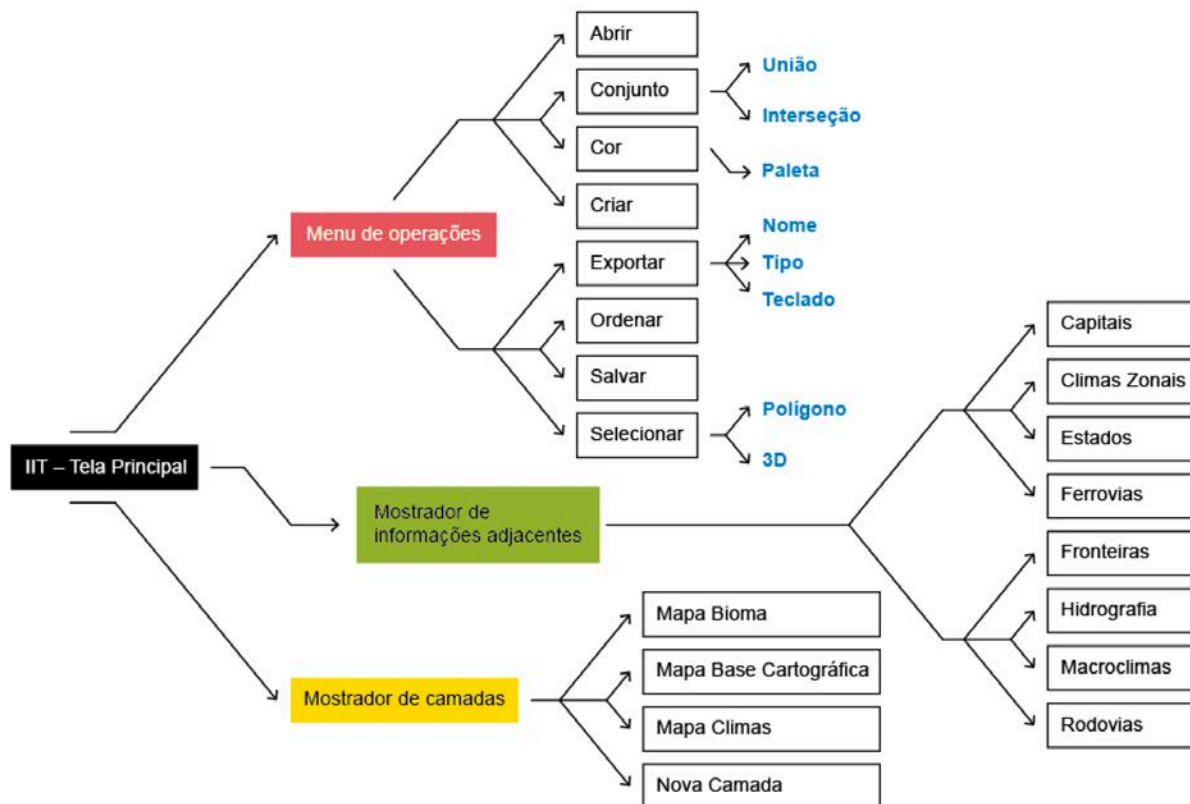 IIT – Tela Principal
Menu de operações
Abrir
Conjunto
União
Interseção
Cor
Paleta
Criar
Exportar
Nome
Tipo
Teclado
Ordenar
Salvar
Selecionar
Polígono
3D
Mostrador de
informações adjacentes
Capitais
Climas Zonais
Estados
Ferrovias
Fronteiras
Hidrografia
Macroclimas
Rodovias
Mostrador de camadas
Mapa Bioma
Mapa Base Cartográfica
Mapa Climas
Nova Camada